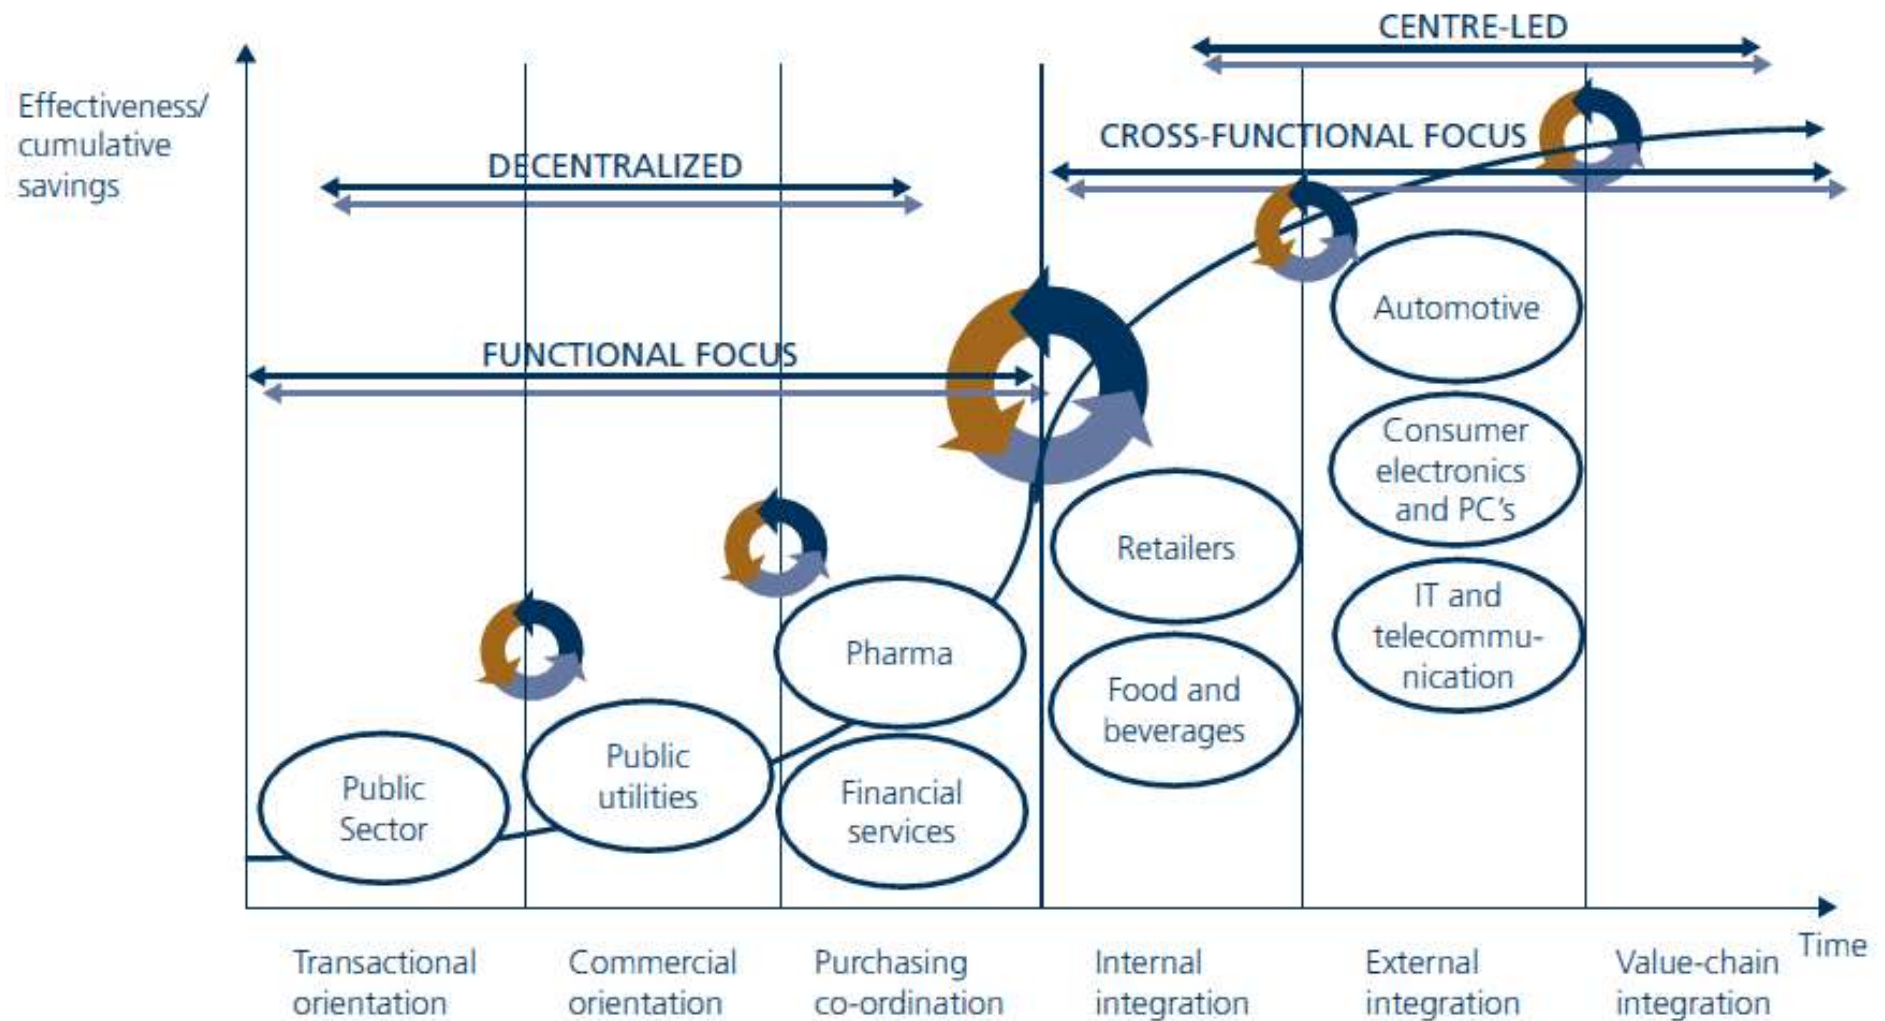 CENTRE-LED
Effectiveness/
cumulative
savings
CROSS-FUNCTIONAL FOCUS
DECENTRALIZED
FUNCTIONAL FOCUS
Automotive
Consumer
electronics
and PC's
Retailers
IT and
telecommu-
nication
Pharma
Food and
beverages
Public
utilities
Financial
services
Public
Sector
Time
Transactional
orientation
Commercial
orientation
Purchasing
co-ordination
Internal
integration
External
integration
Value-chain
integration